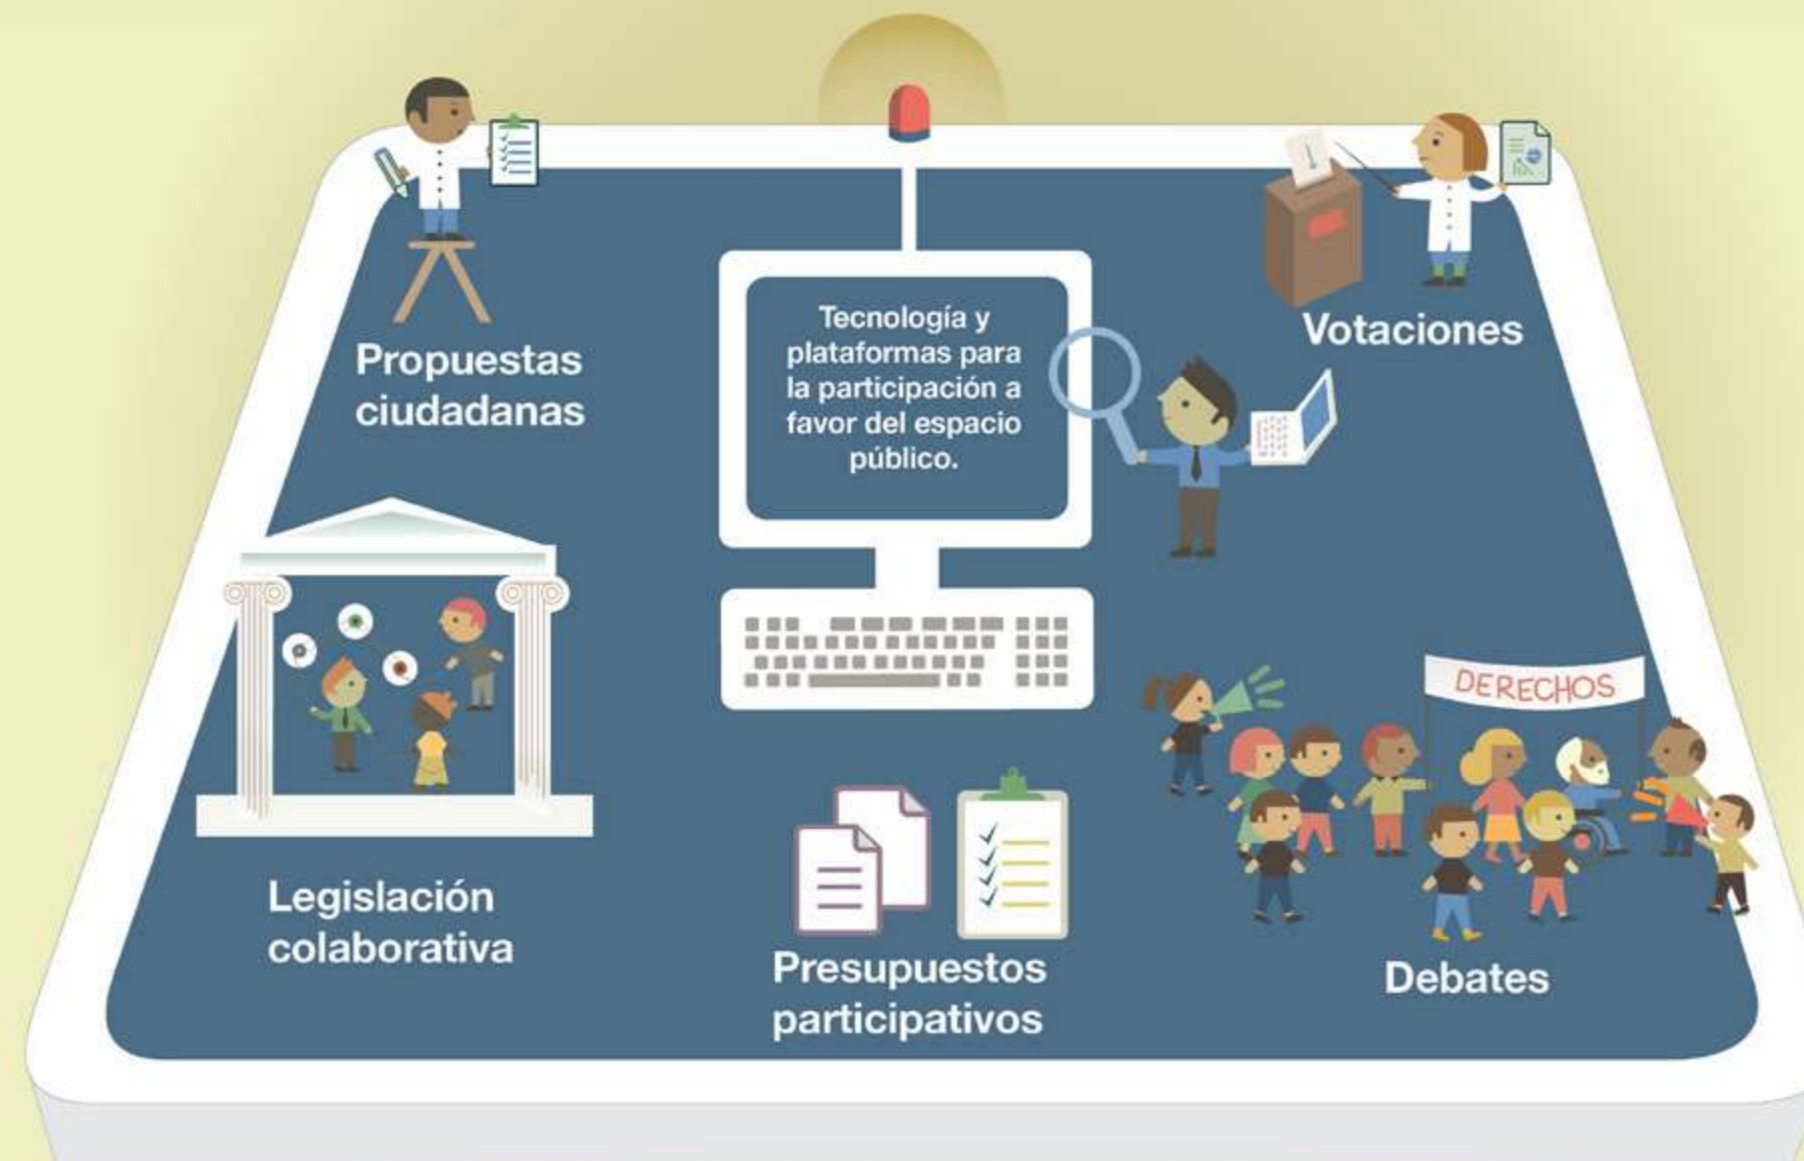 Propuestas
ciudadanas
Tecnología y
plataformas para
la participación a
favor del espacio
público.
Votaciones
Legislación
colaborativa
Presupuestos
participativos
DERECHOS
Debates